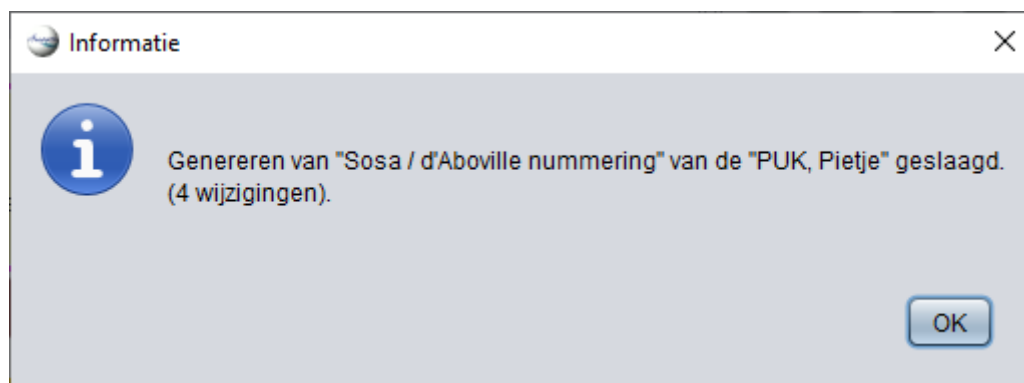 Informatie
Genereren van "Sosa / d'Aboville nummering" van de "PUK, Pietje" geslaagd.
(4 wijzigingen).
OK